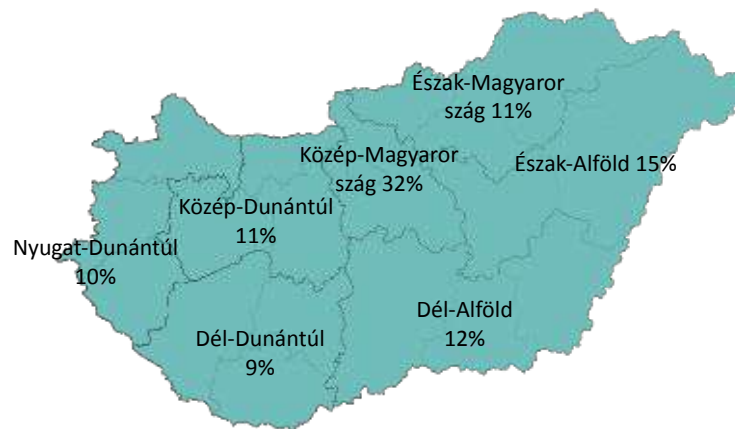 Észak-Magyaror
szág 11%
Közép-Magyaror
szág 32%
Észak-Alföld 15%
Közép-Dunántúl
11%
Nyugat-Dunántúl
10%
Dél-Alföld
12%
Dél-Dunántúl
9%